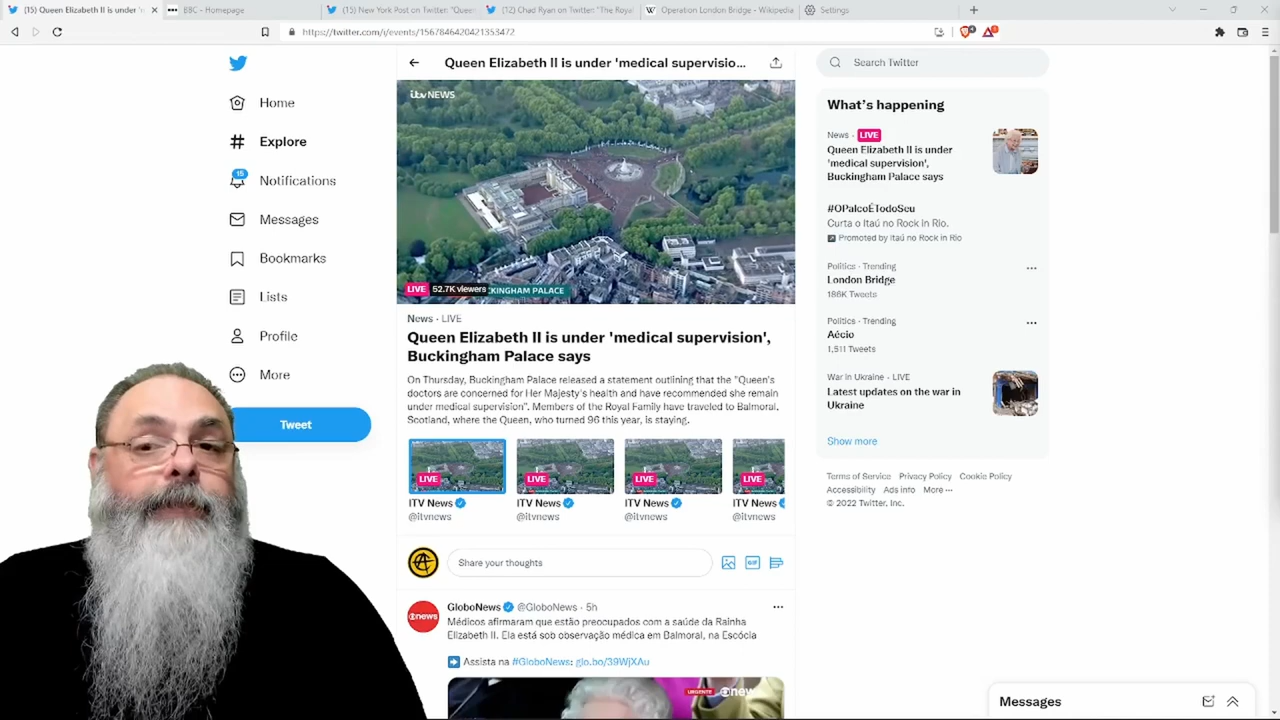 (15) Queen Elizabeth II is under '
BBC - Homepage
(15) New York Post on Twitter: "Quee
(12) Chad Ryan on Twitter: "The Royal
Operation London Bridge - Wikipedia
Settings
https://twitter.com/i/events/1567846420421353472
Home
Explore
15
Notifications
Messages
Bookmarks
Lists
Profile
More
Tweet
Queen Elizabeth II is under 'medical supervisio...
itv NEWS
LIVE 52.7K viewers CKINGHAM PALACE
News · LIVE
Queen Elizabeth II is under 'medical supervision',
Buckingham Palace says
On Thursday, Buckingham Palace released a statement outlining that the "Queen's
doctors are concerned for Her Majesty's health and have recommended she remain
under medical supervision". Members of the Royal Family have traveled to Balmoral,
Scotland, where the Queen, who turned 96 this year, is staying.
LIVE LIVE LIVE LIVE
ITV News ITV News ITV News ITV News
@itvnews @itvnews @itvnews @itvnews
Share your thoughts
GIF
news
GloboNews @GloboNews · 5h
Médicos afirmaram que estão preocupados com a saúde da Rainha
Elizabeth II. Ela está sob observação médica em Balmoral, na Escócia
Assista na #GloboNews: glo.bo/39WjXAu
URGENTE news
Search Twitter
What's happening
News · LIVE
Queen Elizabeth II is under
'medical supervision',
Buckingham Palace says
#OPalcoÉTodoSeu
Curta o Itaú no Rock in Rio.
Promoted by Itaú no Rock in Rio
Politics · Trending
London Bridge
186K Tweets
Politics · Trending
Aécio
1,511 Tweets
War in Ukraine · LIVE
Latest updates on the war in
Ukraine
Show more
Terms of Service Privacy Policy Cookie Policy
Accessibility Ads info More ···
© 2022 Twitter, Inc.
Messages